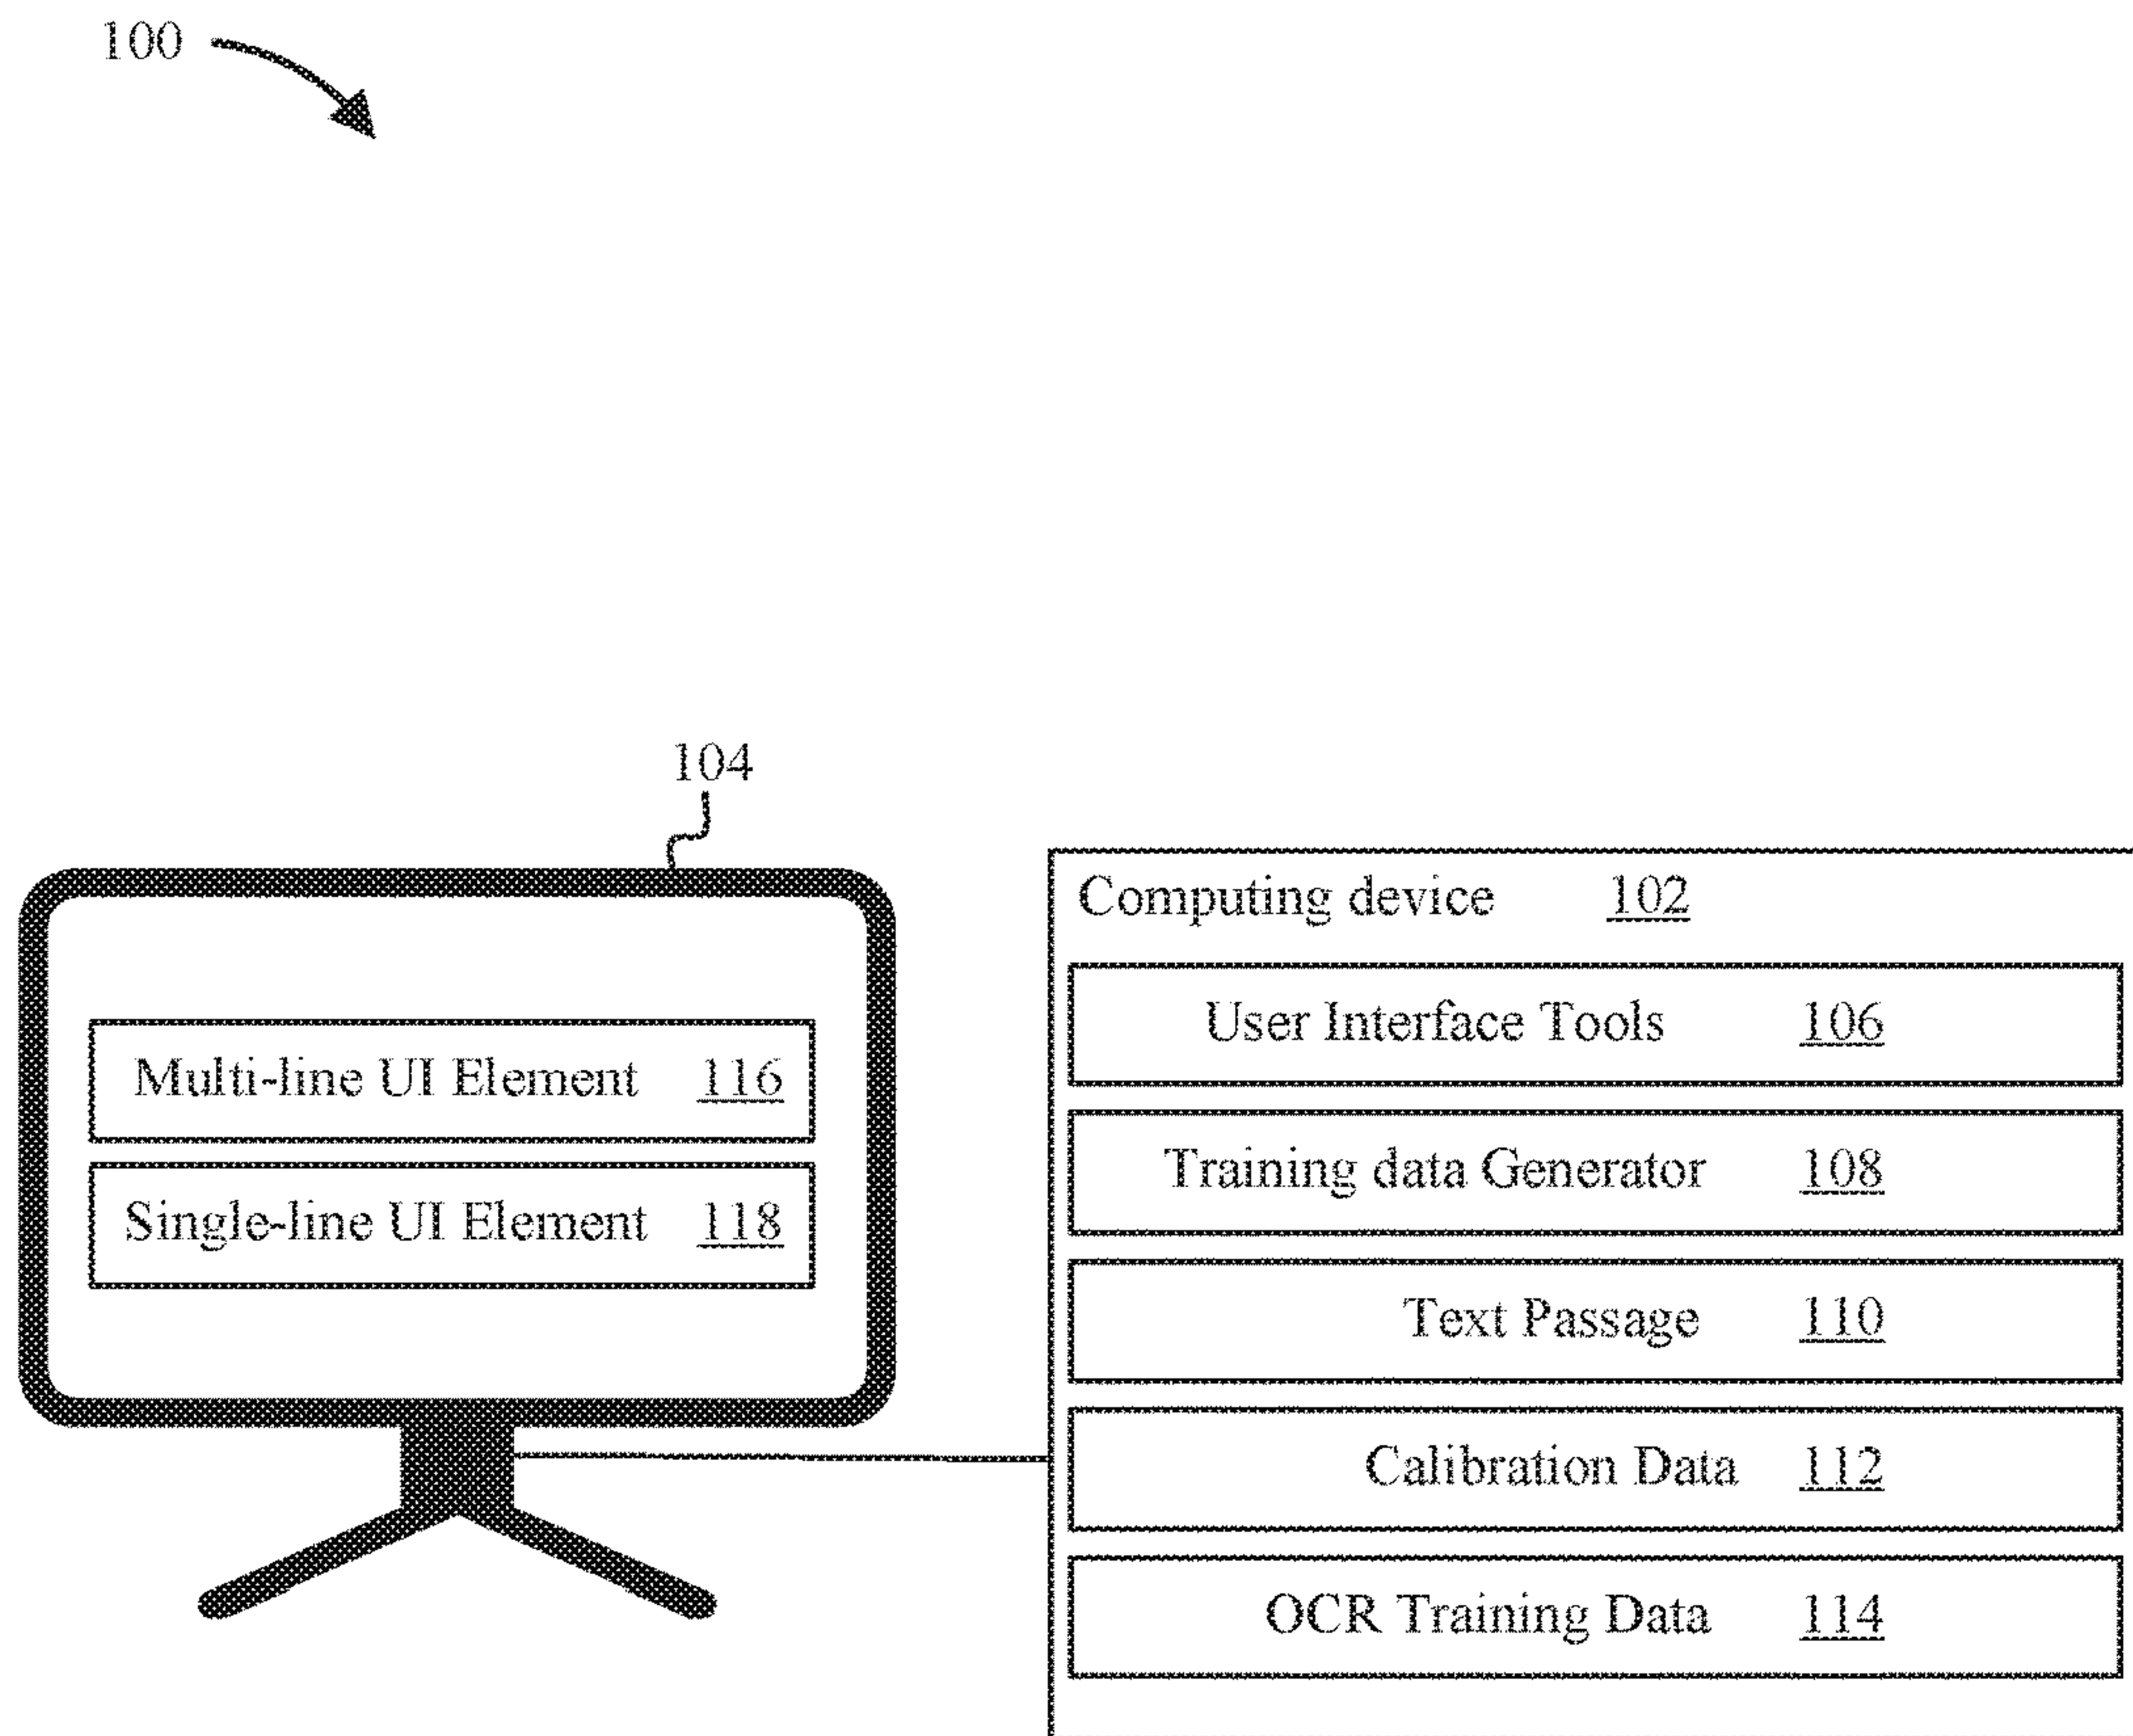 100
104
Multi-line UI Element 116
Single-line UI Element 118
Computing device 102
User Interface Tools 106
Training data Generator 108
Text Passage 110
Calibration Data 112
OCR Training Data 114